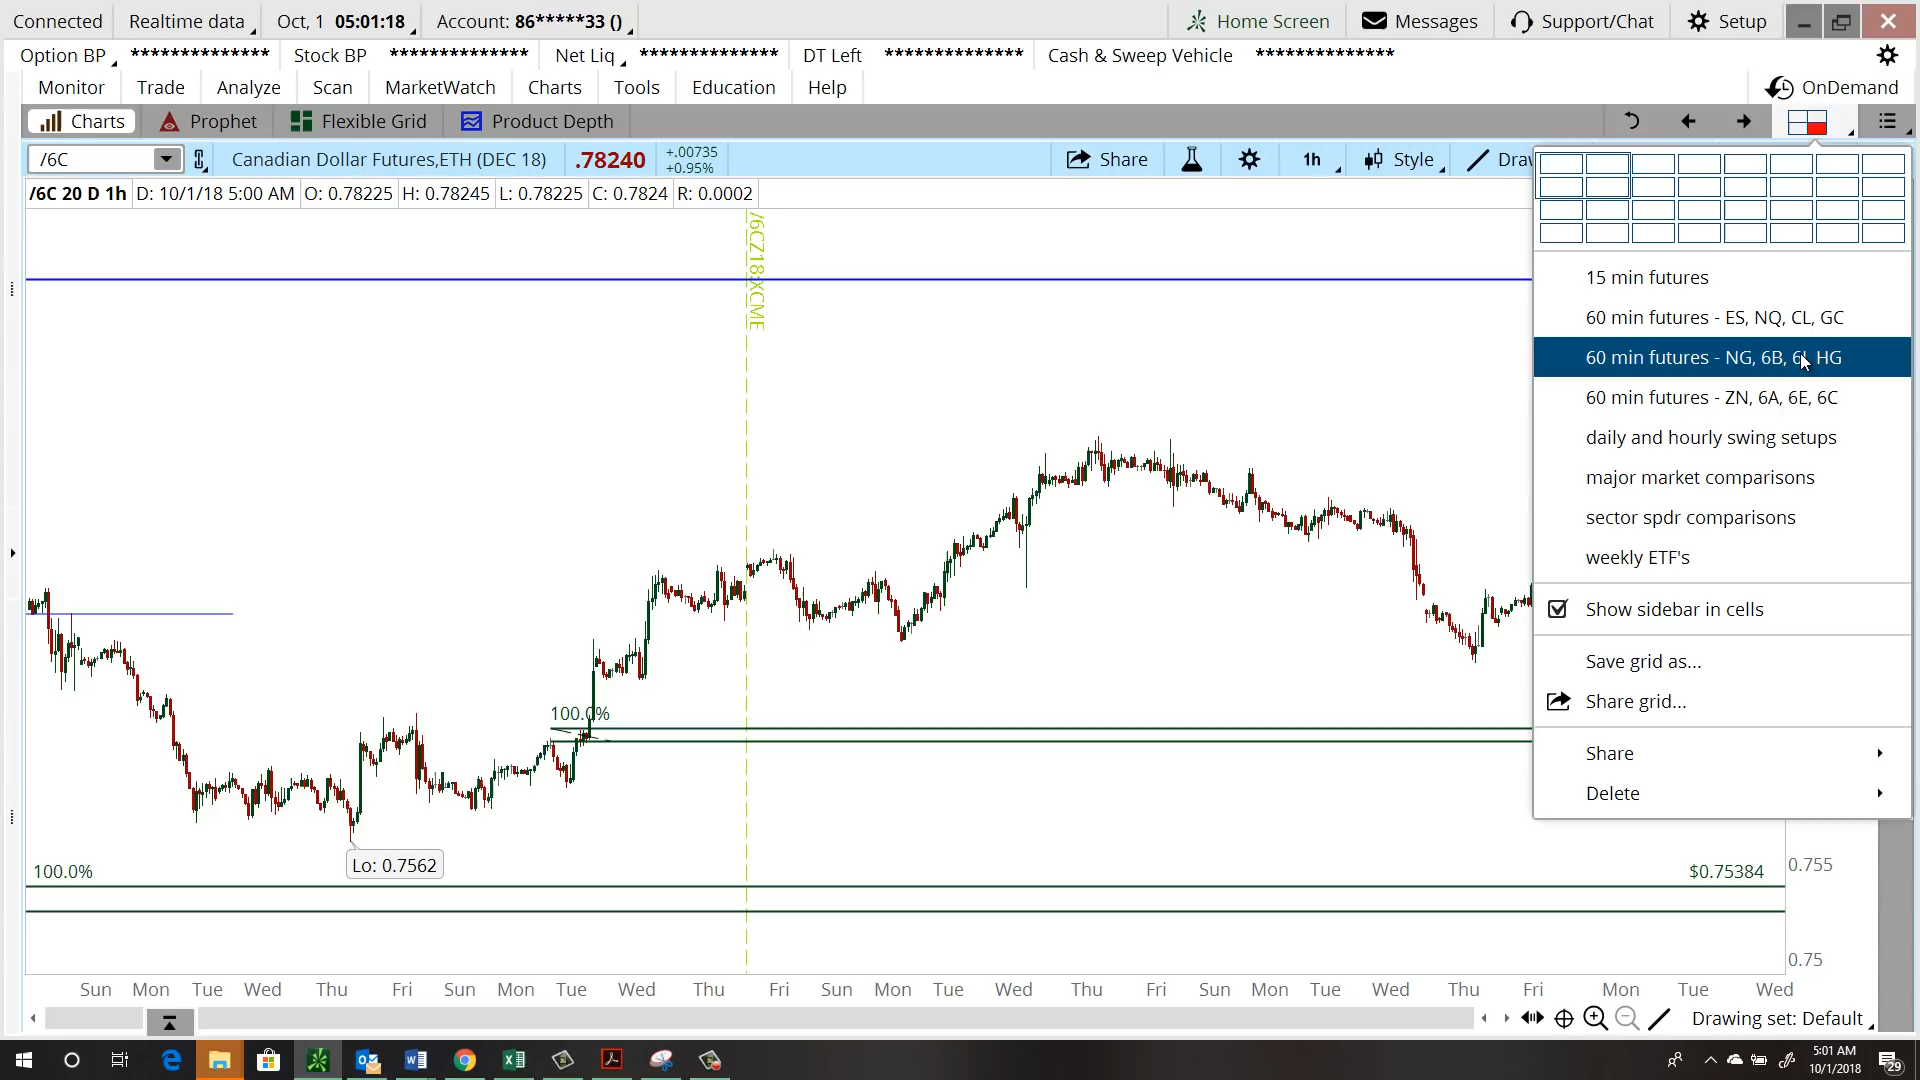 Connected Realtime data Oct, 1 05:01:18 Account: 86*****33 () Home Screen Messages Support/Chat Setup
Option BP ************** Stock BP ************** Net Liq ************** DT Left ************** Cash & Sweep Vehicle **************
Monitor Trade Analyze Scan MarketWatch Charts Tools Education Help OnDemand
Charts Prophet Flexible Grid Product Depth
/6C Canadian Dollar Futures,ETH (DEC 18) .78240 +.00735 Share 1h Style
+0.95%
/6C 20 D 1h D: 10/1/18 5:00 AM O: 0.78225 H: 0.78245 L: 0.78225 C: 0.7824 R: 0.0002
/6CZ18:XCME
15 min futures
60 min futures - ES, NQ, CL, GC
60 min futures - NG, 6B, HG
60 min futures - ZN, 6A, 6E, 6C
daily and hourly swing setups
major market comparisons
sector spdr comparisons
weekly ETF's
Show sidebar in cells
Save grid as...
Share grid...
Share
Delete
100.0%
Lo: 0.7562
100.0% $0.75384 0.755
0.75
Sun Mon Tue Wed Thu Fri Sun Mon Tue Wed Thu Fri Sun Mon Tue Wed Thu Fri Sun Mon Tue Wed Thu Fri Mon Tue Wed
Drawing set: Default
5:01 AM
10/1/2018
29